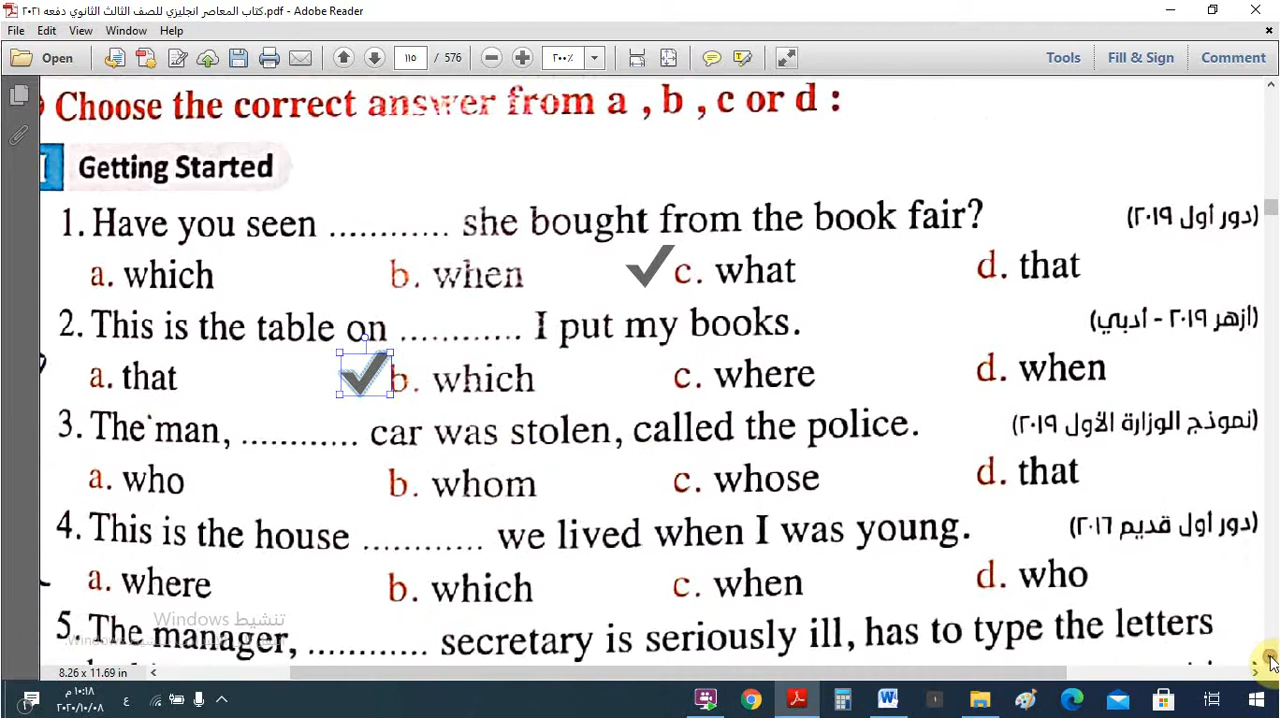 كتاب المعاصر انجليزي للصف الثالث الثانوي دفعه ٢٠٢١.pdf - Adobe Reader
File Edit View Window Help
Open ١١٥ / 576 ٢٠٠٪ Tools Fill & Sign Comment
Choose the correct answer from a , b , c or d :
Getting Started
1. Have you seen ............ she bought from the book fair? (دور أول ٢٠١٩)
a. which b. when c. what d. that
2. This is the table on ............ I put my books. (أزهر ٢٠١٩ - أدبي)
a. that b. which c. where d. when
3. The man, ............ car was stolen, called the police. (نموذج الوزارة الأول ٢٠١٩)
a. who b. whom c. whose d. that
4. This is the house ............ we lived when I was young. (دور أول قديم ٢٠١٦)
a. where b. which c. when d. who
تنشيط Windows
5. The manager, ............ secretary is seriously ill, has to type the letters
8.26 x 11.69 in
١٠:١٨ م
٢٠٢٠/١٠/٠٨
ع